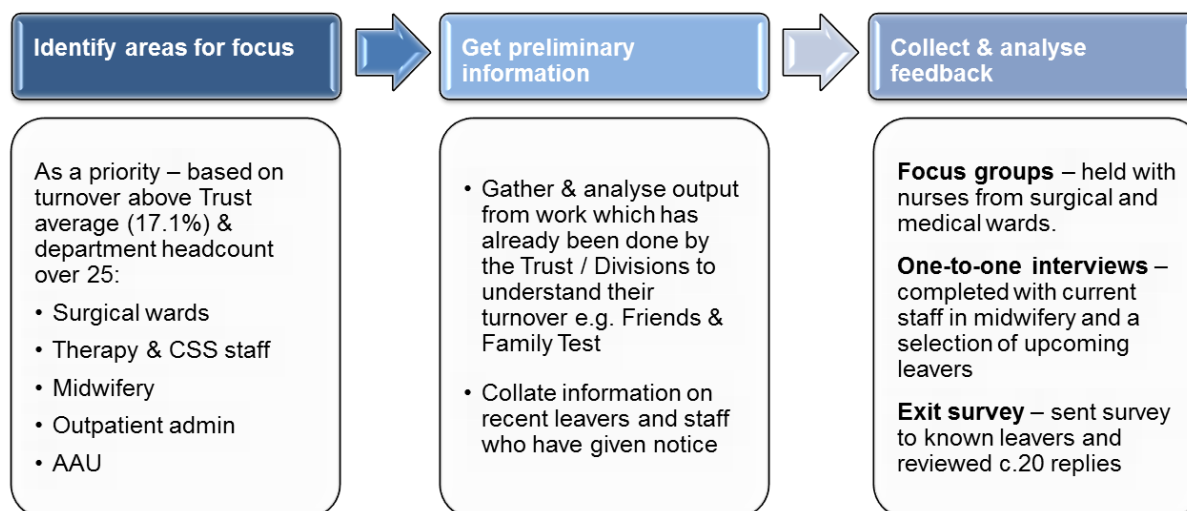 Identify areas for focus
Get preliminary
information
Collect & analyse
feedback
As a priority – based on
turnover above Trust
average (17.1%) &
department headcount
over 25:
• Surgical wards
• Therapy & CSS staff
• Midwifery
• Outpatient admin
• AAU
• Gather & analyse output
from work which has
already been done by
the Trust / Divisions to
understand their
turnover e.g. Friends &
Family Test
• Collate information on
recent leavers and staff
who have given notice
Focus groups – held with
nurses from surgical and
medical wards.
One-to-one interviews –
completed with current
staff in midwifery and a
selection of upcoming
leavers
Exit survey – sent survey
to known leavers and
reviewed c.20 replies